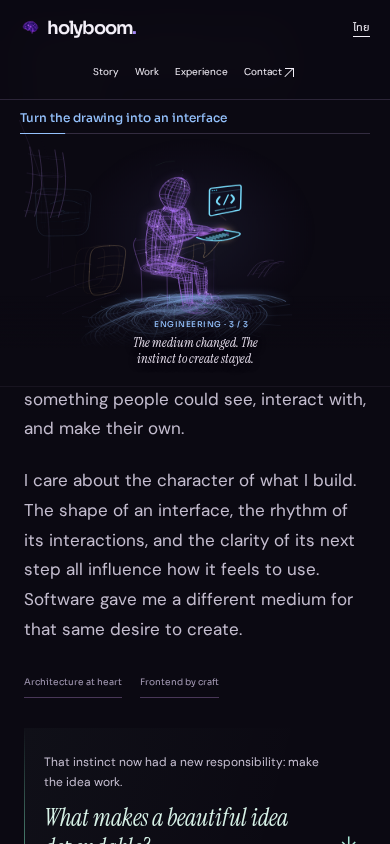 holyboom.
ไทย
Story Work Experience Contact
Turn the drawing into an interface
</>
ENGINEERING · 3 / 3
The medium changed. The
instinct to create stayed.
something people could see, interact with,
and make their own.
I care about the character of what I build.
The shape of an interface, the rhythm of
its interactions, and the clarity of its next
step all influence how it feels to use.
Software gave me a different medium for
that same desire to create.
Architecture at heart Frontend by craft
That instinct now had a new responsibility: make
the idea work.
What makes a beautiful idea
dependable?